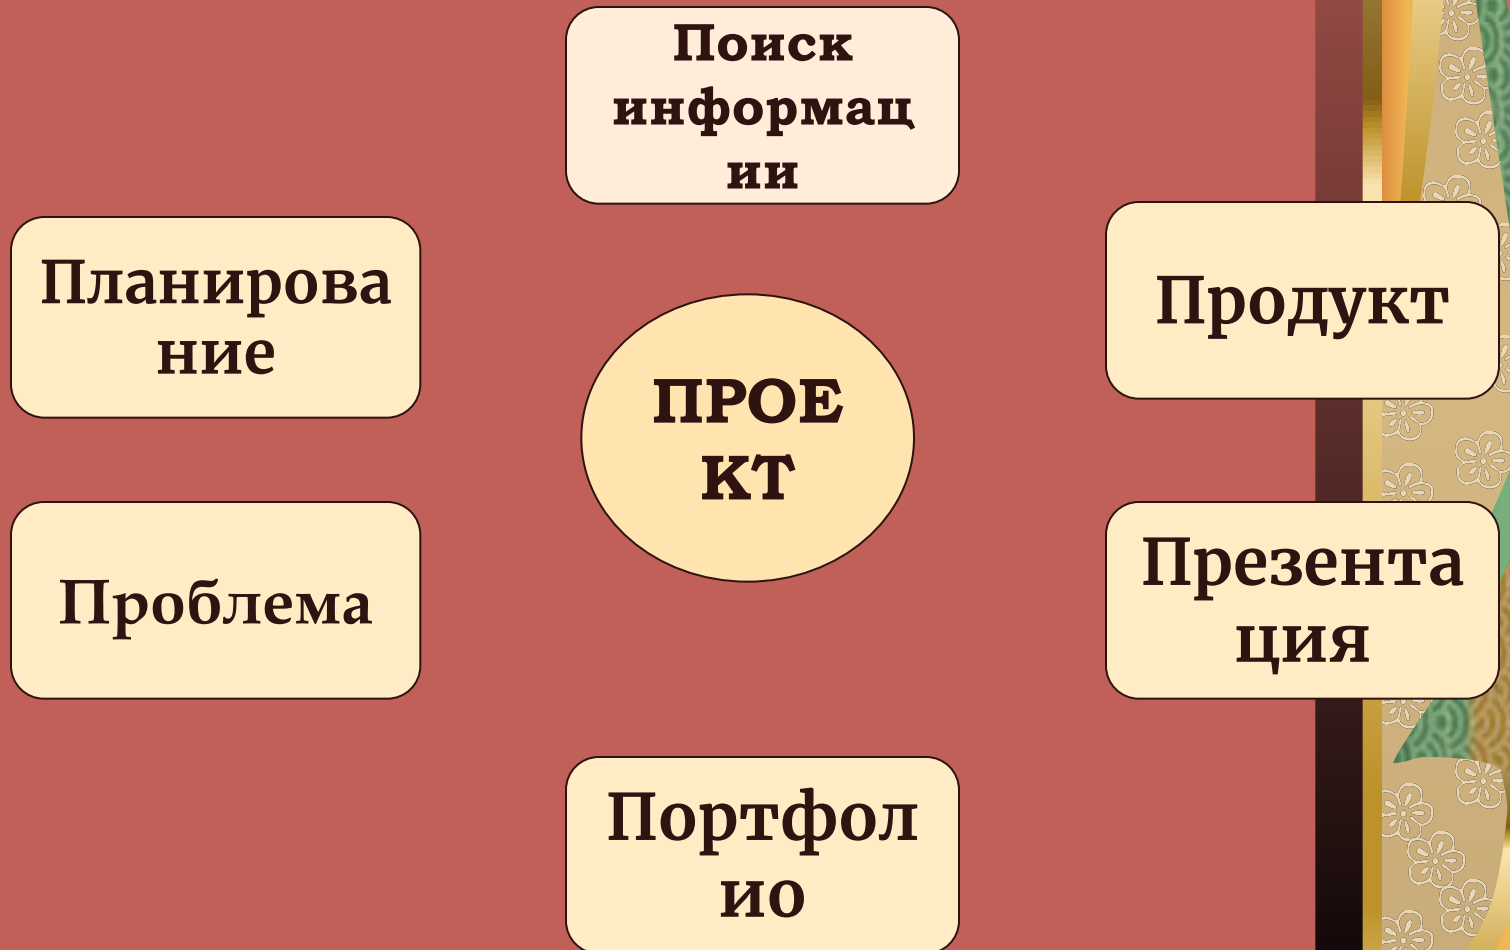 Поиск
информац
ии
Планирова
ние
Продукт
ПРОЕ
КТ
Проблема
Презента
ция
Портфол
ио